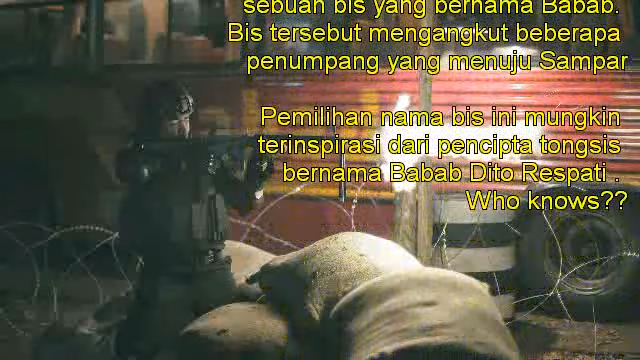 sebuah bis yang bernama Babab.
Bis tersebut mengangkut beberapa
penumpang yang menuju Sampar
Pemilihan nama bis ini mungkin
terinspirasi dari pencipta tongsis
bernama Babab Dito Respati .
Who knows??